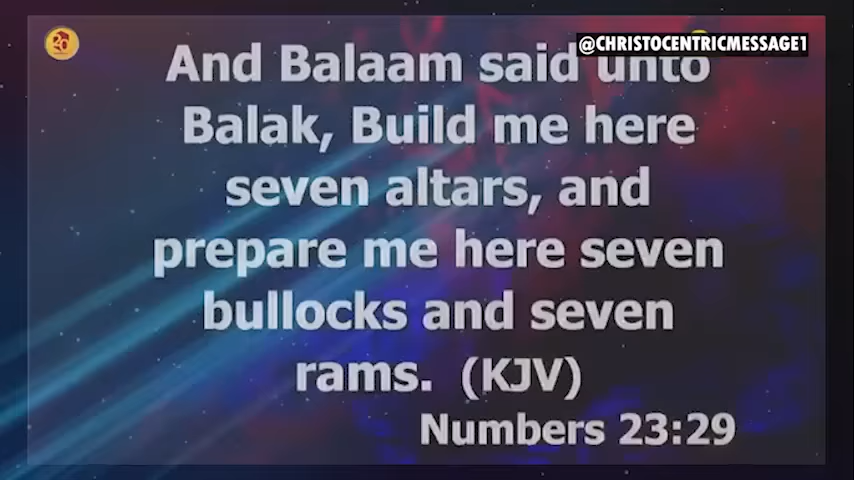 @CHRISTOCENTRICMESSAGE1
20
And Balaam said unto
Balak, Build me here
seven altars, and
prepare me here seven
bullocks and seven
rams. (KJV)
Numbers 23:29